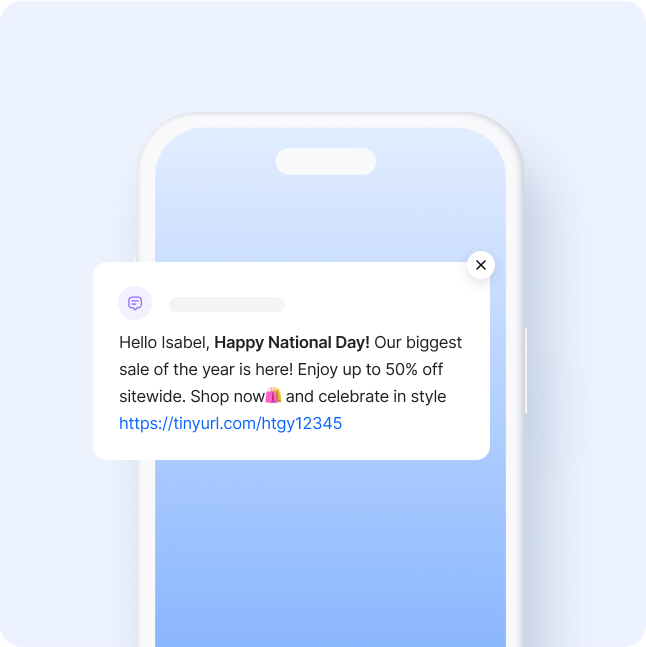 Hello Isabel, Happy National Day! Our biggest
sale of the year is here! Enjoy up to 50% off
sitewide. Shop now🛍️ and celebrate in style
https://tinyurl.com/htgy12345